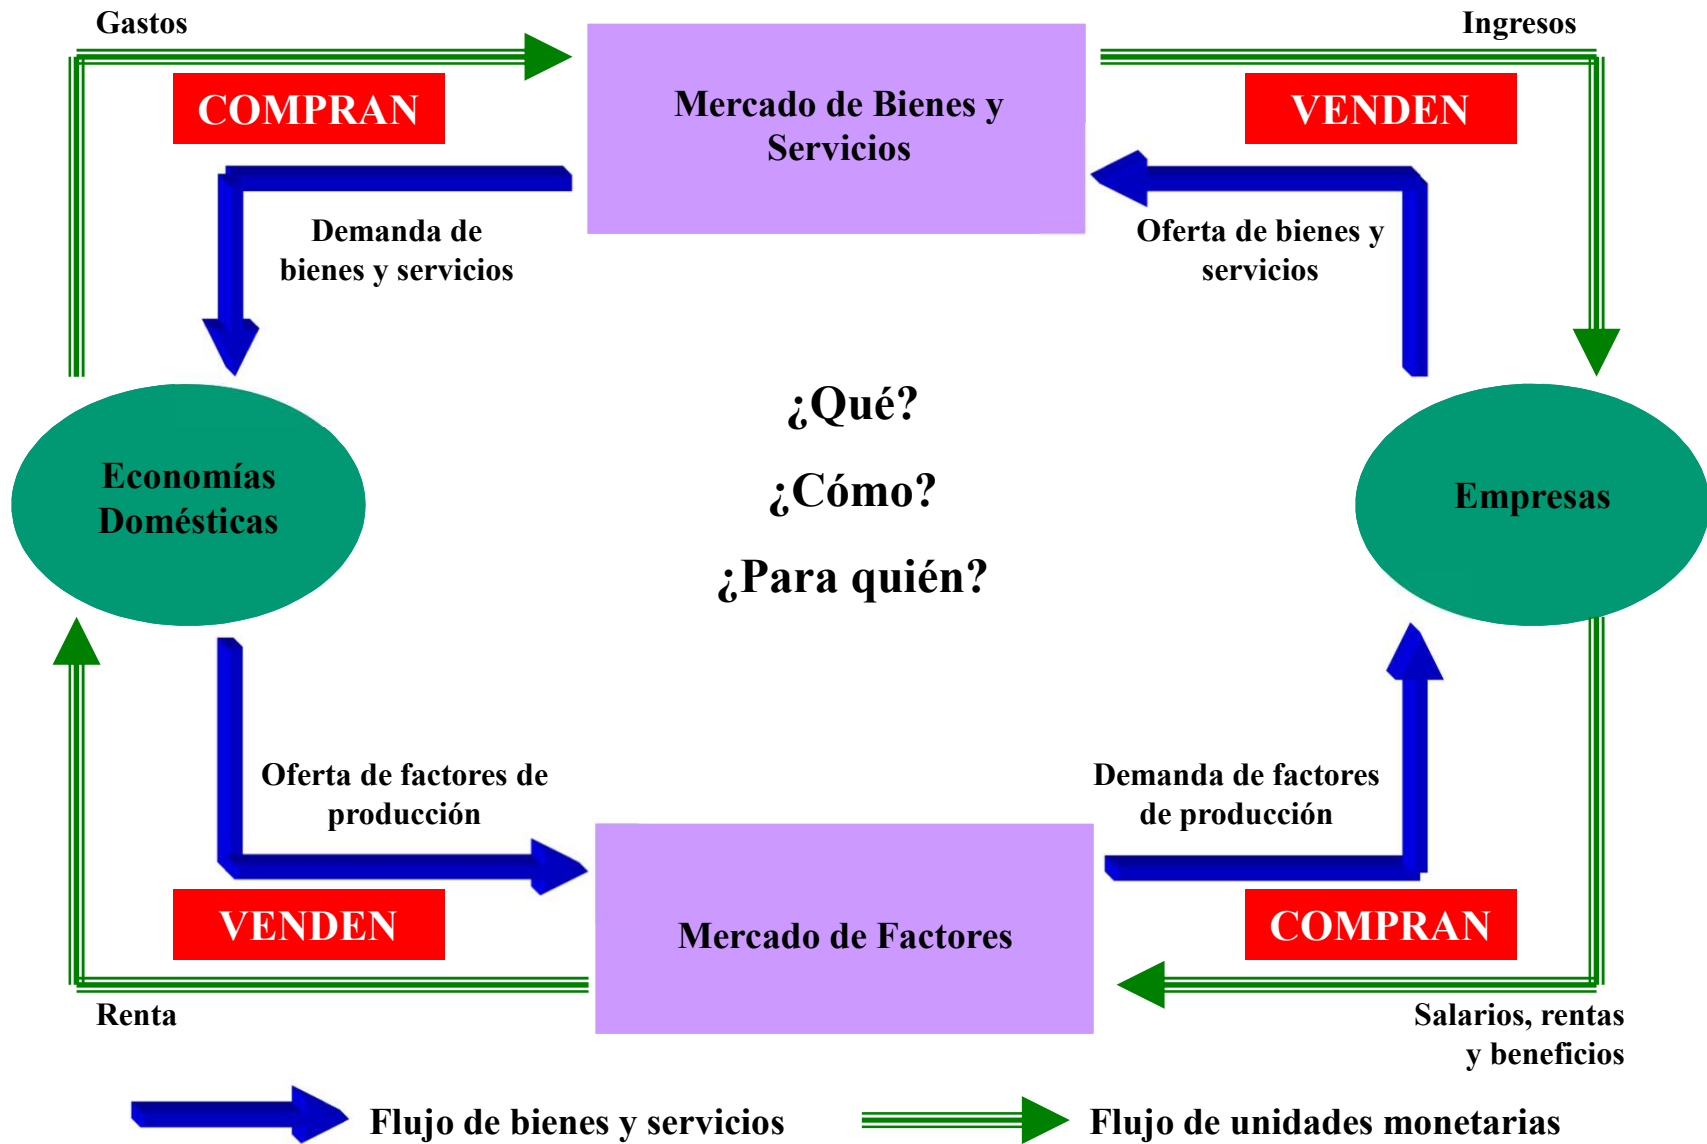 Gastos
Ingresos
COMPRAN
Mercado de Bienes y
Servicios
VENDEN
Demanda de
bienes y servicios
Oferta de bienes y
servicios
¿Qué?
¿Cómo?
¿Para quién?
Economías
Domésticas
Empresas
Oferta de factores de
producción
Demanda de factores
de producción
VENDEN
Mercado de Factores
COMPRAN
Renta
Salarios, rentas
y beneficios
Flujo de bienes y servicios
Flujo de unidades monetarias